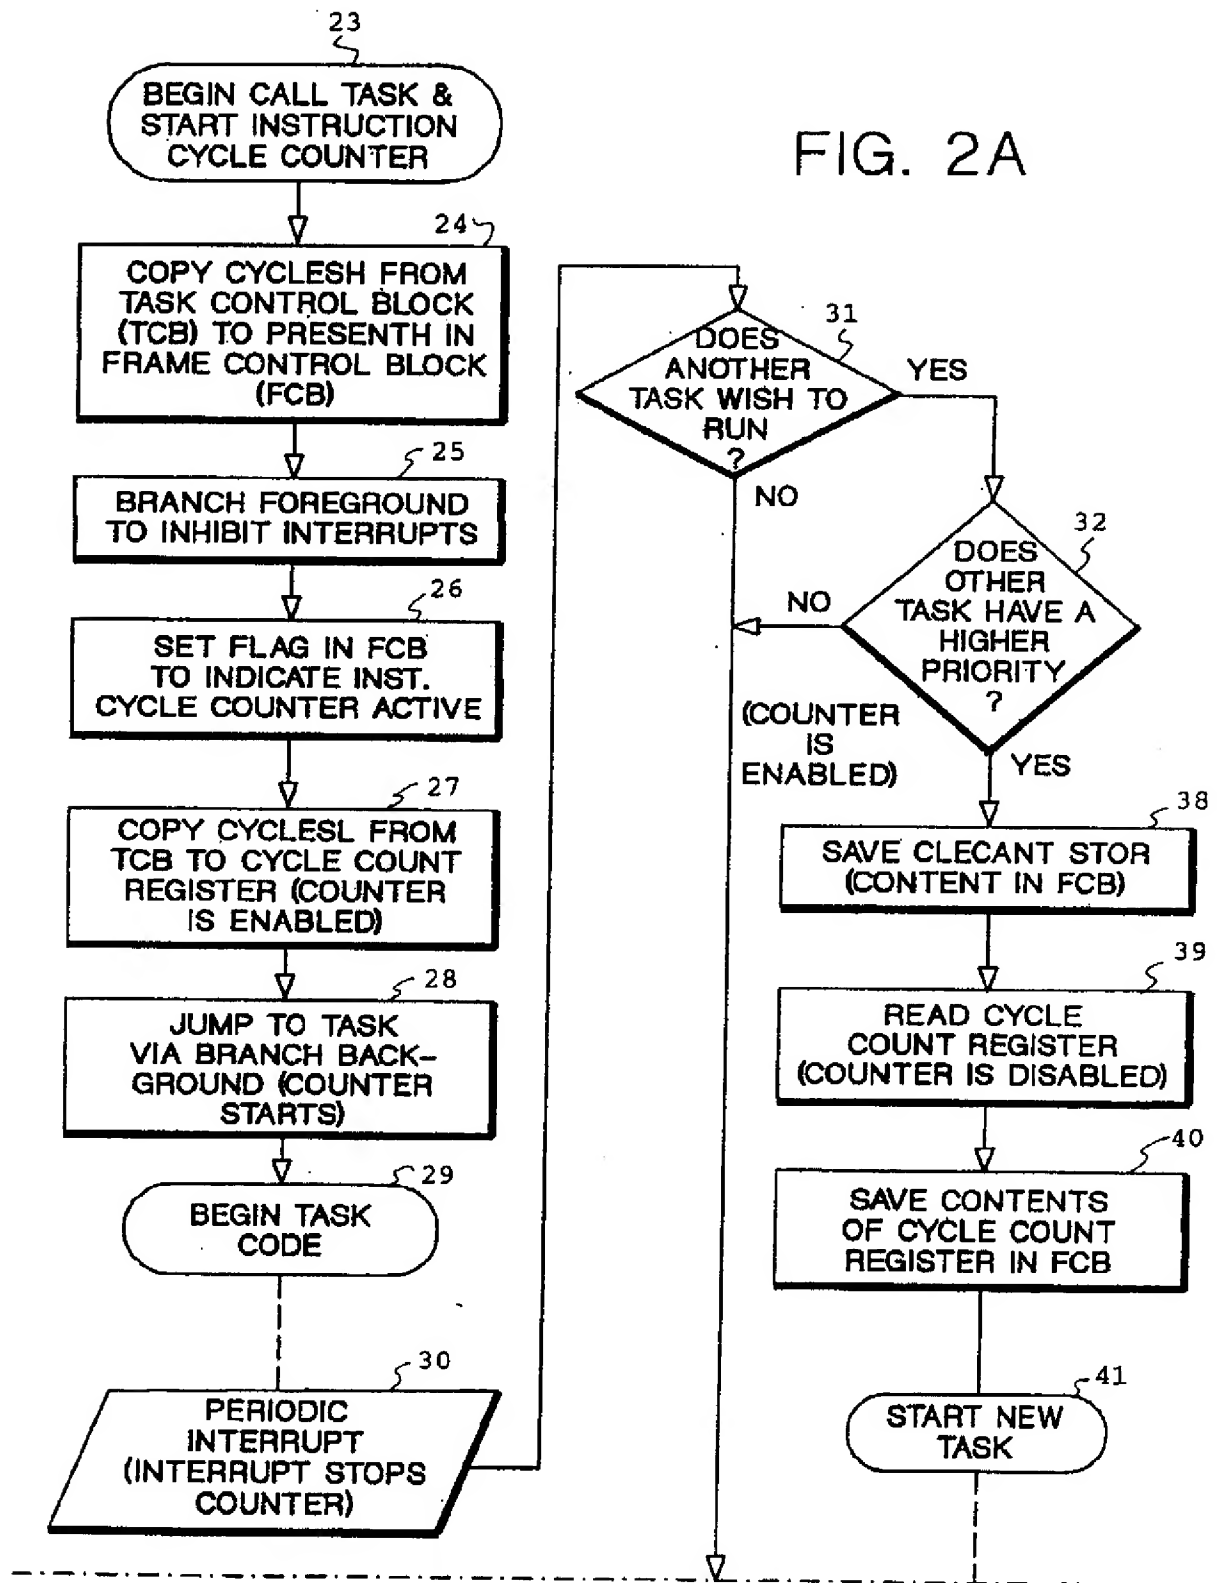 23
BEGIN CALL TASK &
START INSTRUCTION
CYCLE COUNTER
FIG. 2A
24
COPY CYCLESH FROM
TASK CONTROL BLOCK
(TCB) TO PRESENTH IN
FRAME CONTROL BLOCK
(FCB)
25
BRANCH FOREGROUND
TO INHIBIT INTERRUPTS
26
SET FLAG IN FCB
TO INDICATE INST.
CYCLE COUNTER ACTIVE
27
COPY CYCLESL FROM
TCB TO CYCLE COUNT
REGISTER (COUNTER
IS ENABLED)
28
JUMP TO TASK
VIA BRANCH BACK-
GROUND (COUNTER
STARTS)
29
BEGIN TASK
CODE
30
PERIODIC
INTERRUPT
(INTERRUPT STOPS
COUNTER)
31
DOES
ANOTHER
TASK WISH TO
RUN
?
YES
NO
32
DOES
OTHER
TASK HAVE A
HIGHER
PRIORITY
?
NO
(COUNTER
IS
ENABLED)
YES
38
SAVE CLECANT STOR
(CONTENT IN FCB)
39
READ CYCLE
COUNT REGISTER
(COUNTER IS DISABLED)
40
SAVE CONTENTS
OF CYCLE COUNT
REGISTER IN FCB
41
START NEW
TASK